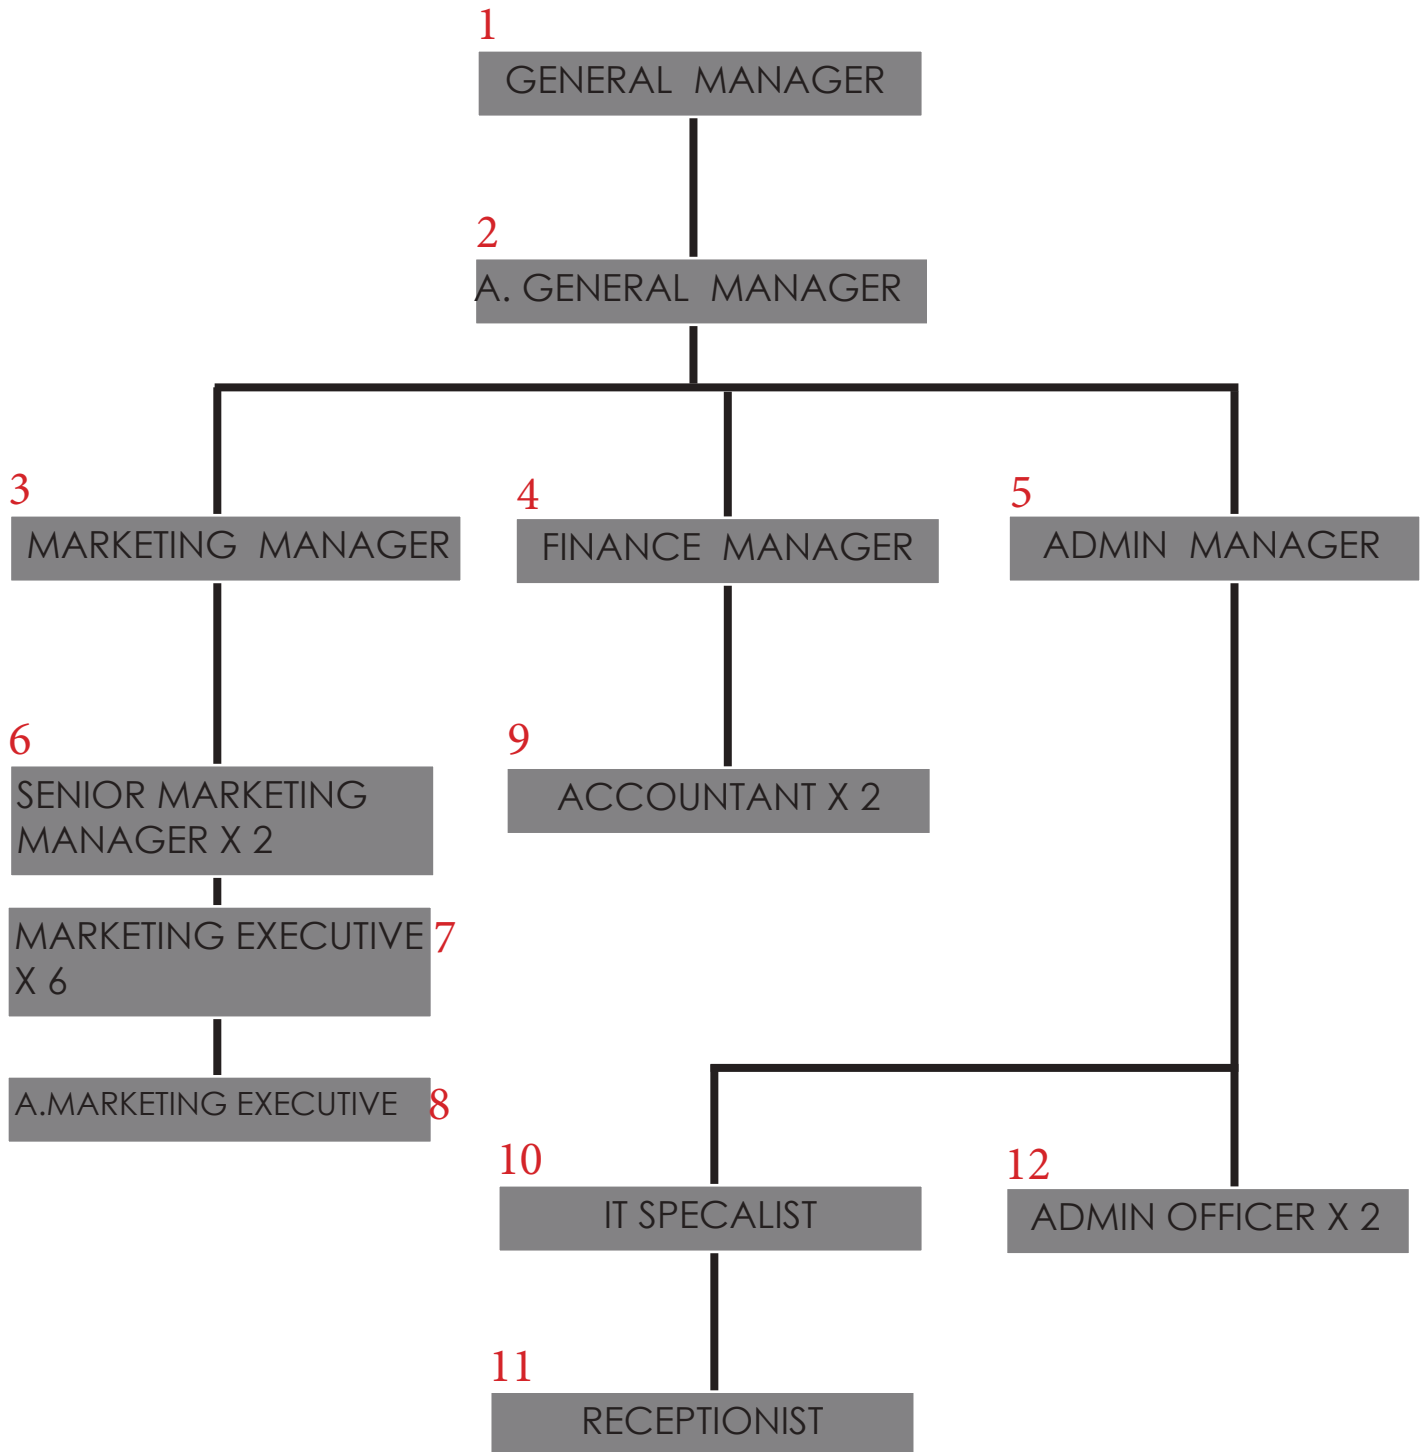 1
GENERAL MANAGER
2
A. GENERAL MANAGER
3
MARKETING MANAGER
4
FINANCE MANAGER
5
ADMIN MANAGER
6
SENIOR MARKETING
MANAGER X 2
9
ACCOUNTANT X 2
MARKETING EXECUTIVE 7
X 6
A.MARKETING EXECUTIVE 8
10
IT SPECALIST
12
ADMIN OFFICER X 2
11
RECEPTIONIST